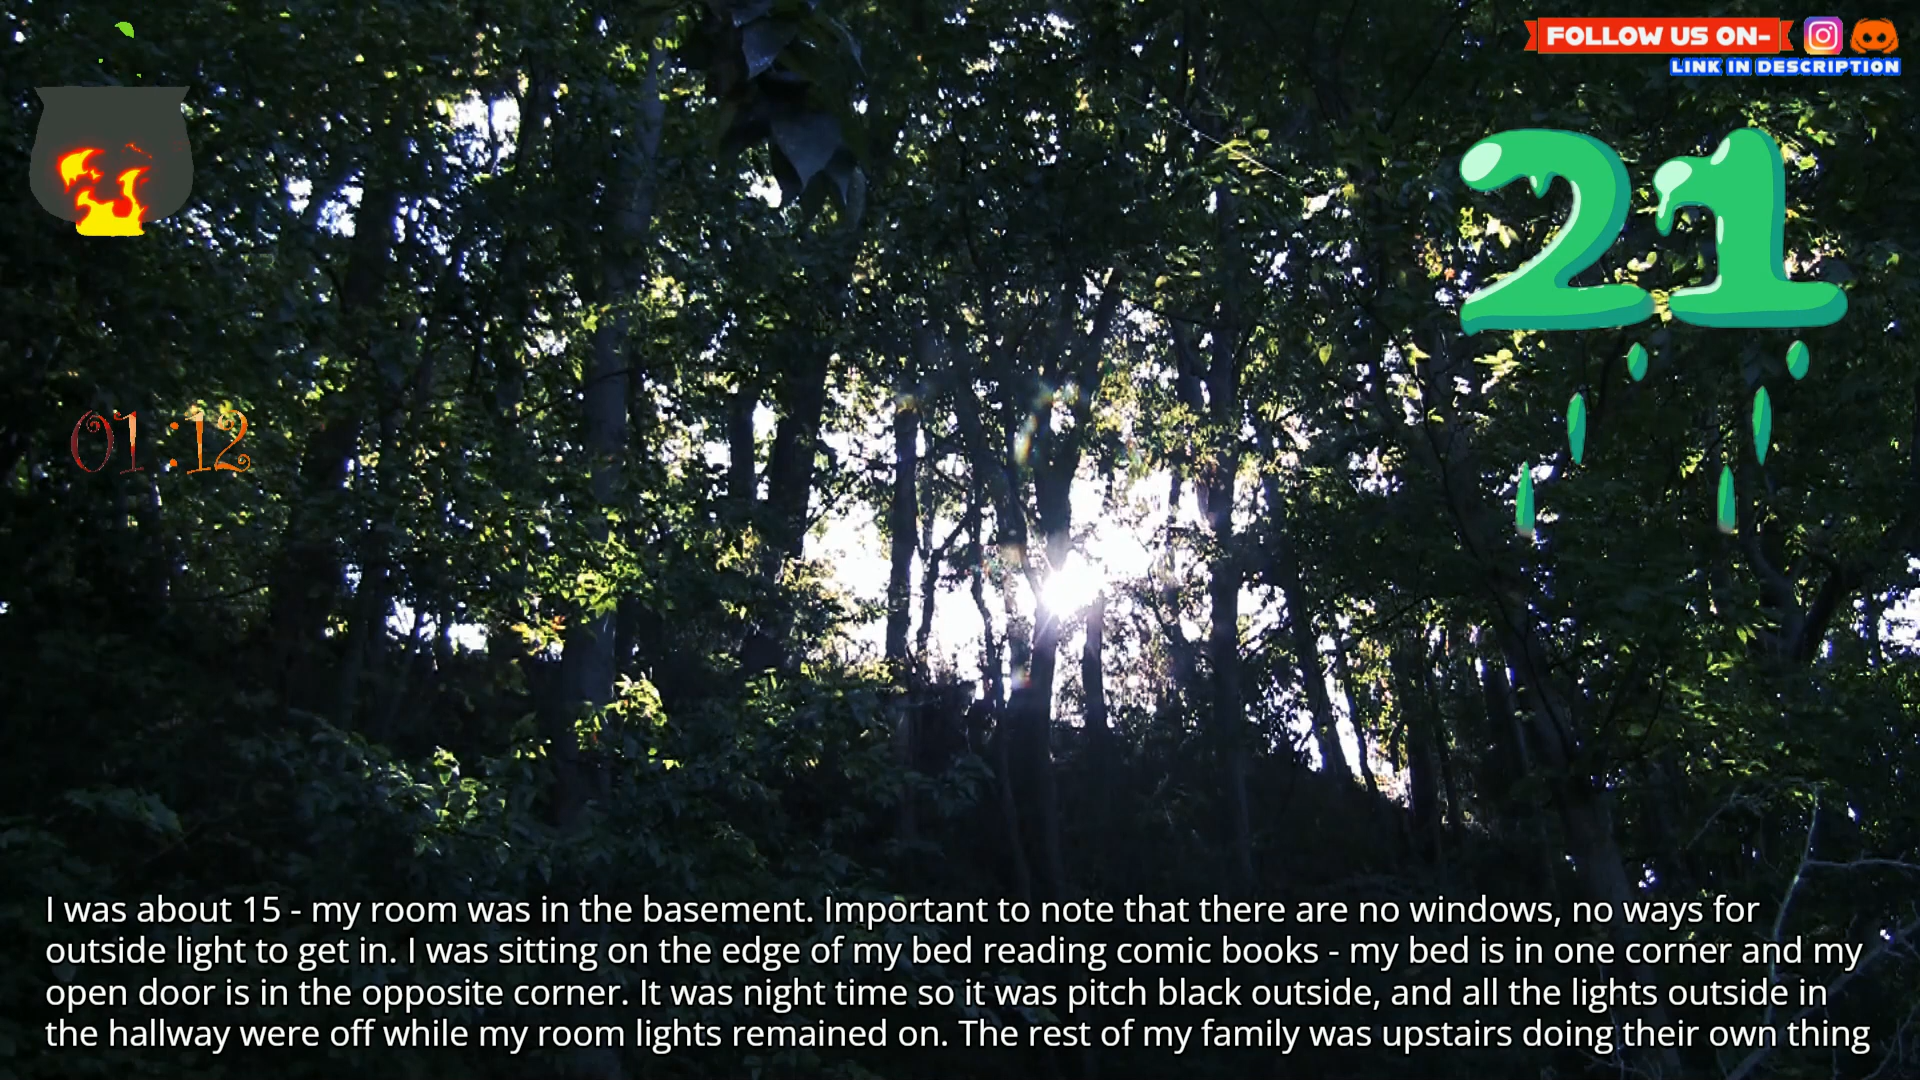 FOLLOW US ON-
LINK IN DESCRIPTION
21
01:12
I was about 15 - my room was in the basement. Important to note that there are no windows, no ways for
outside light to get in. I was sitting on the edge of my bed reading comic books - my bed is in one corner and my
open door is in the opposite corner. It was night time so it was pitch black outside, and all the lights outside in
the hallway were off while my room lights remained on. The rest of my family was upstairs doing their own thing